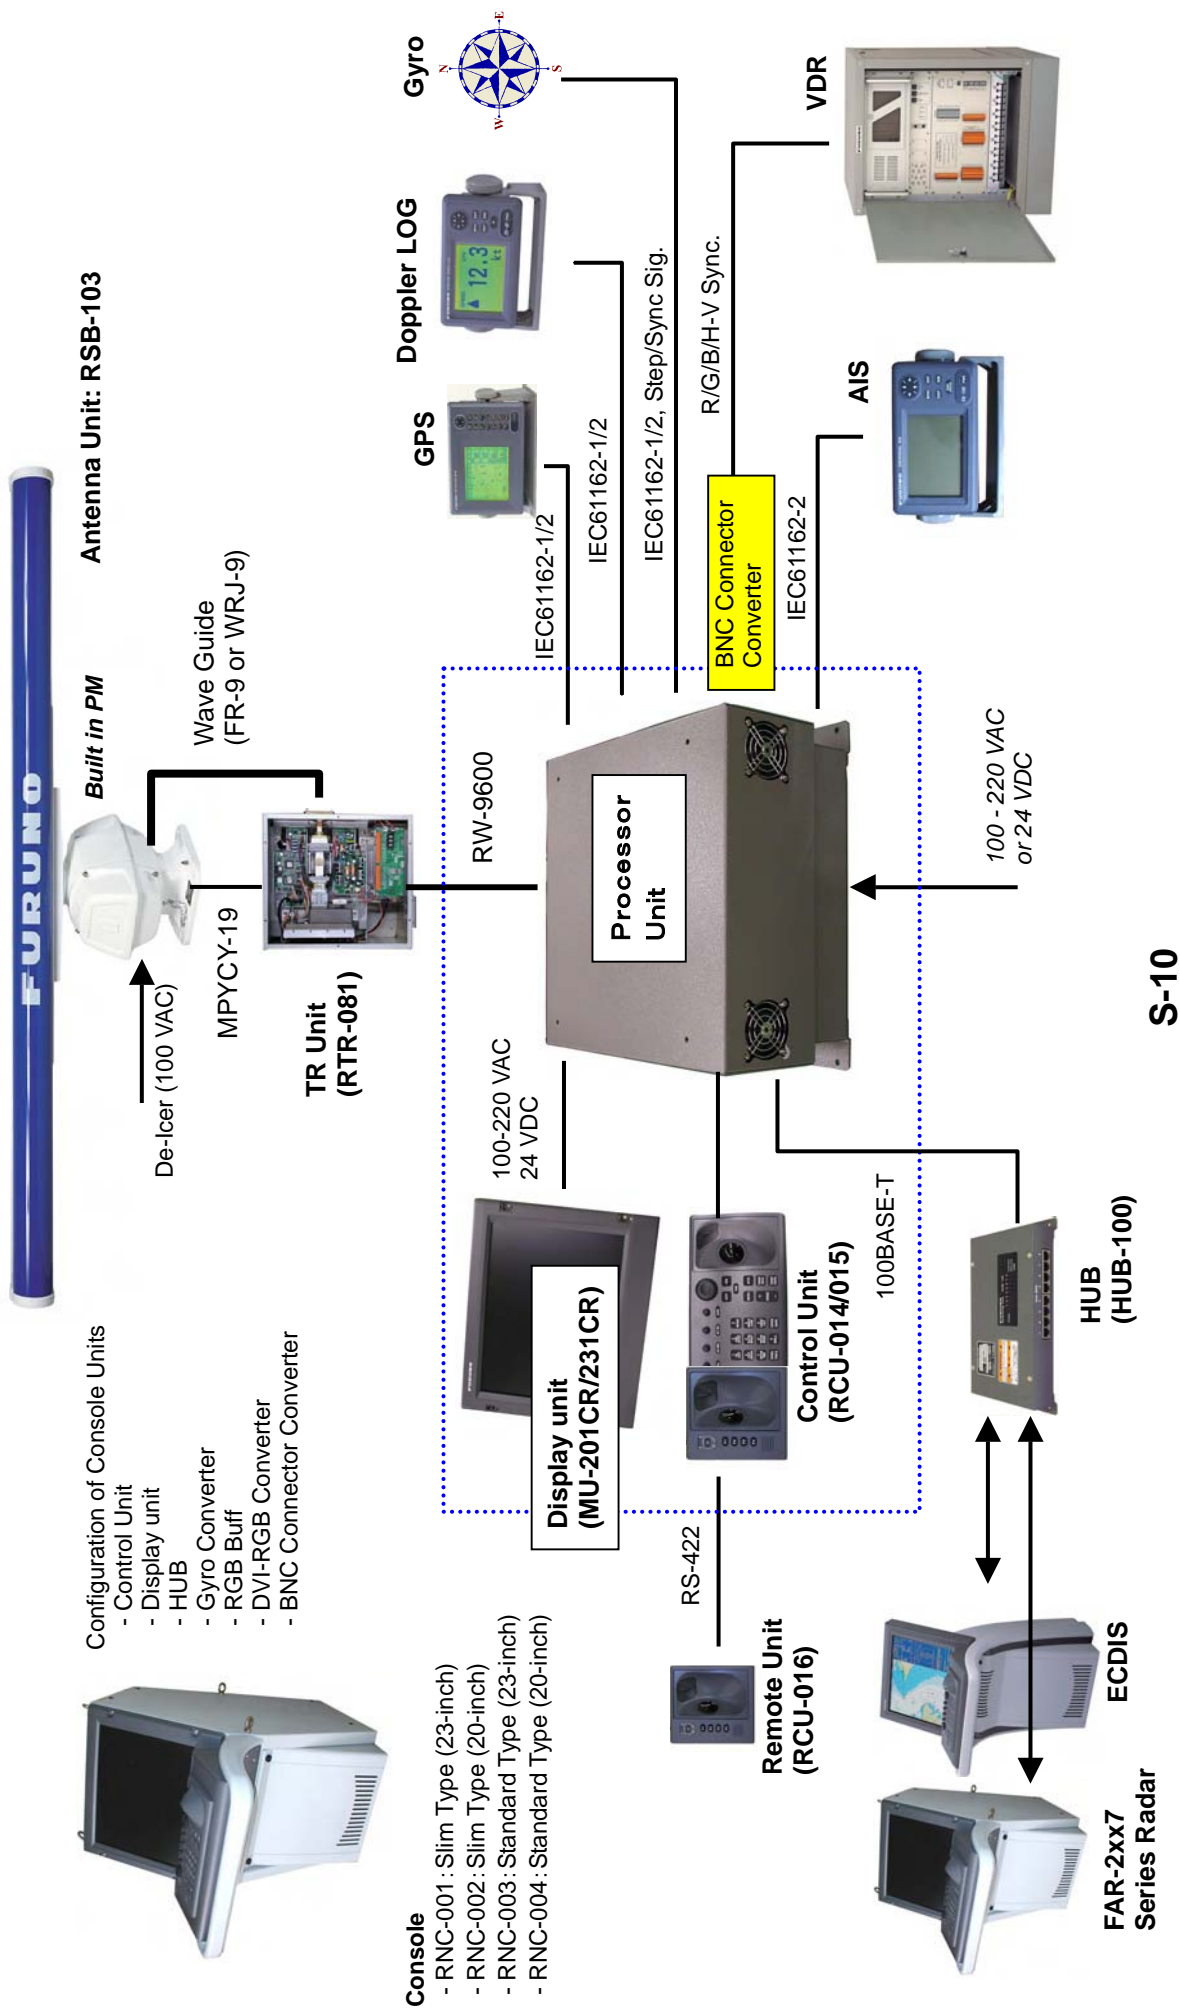 FURUNO
Antenna Unit: RSB-103
Built in PM
Wave Guide
(FR-9 or WRJ-9)
De-Icer (100 VAC)
MPYCY-19
TR Unit
(RTR-081)
RW-9600
Configuration of Console Units
- Control Unit
- Display unit
- HUB
- Gyro Converter
- RGB Buff
- DVI-RGB Converter
- BNC Connector Converter
Console
- RNC-001: Slim Type (23-inch)
- RNC-002: Slim Type (20-inch)
- RNC-003: Standard Type (23-inch)
- RNC-004: Standard Type (20-inch)
GPS
Doppler LOG
12.3
kt
Gyro
N
E
S
W
IEC61162-1/2
IEC61162-1/2
IEC61162-1/2, Step/Sync Sig.
R/G/B/H-V Sync.
VDR
BNC Connector
Converter
IEC61162-2
AIS
Processor
Unit
100-220 VAC
24 VDC
Display unit
(MU-201CR/231CR)
Control Unit
(RCU-014/015)
RS-422
Remote Unit
(RCU-016)
100BASE-T
100 - 220 VAC
or 24 VDC
HUB
(HUB-100)
ECDIS
FAR-2xx7
Series Radar
S-10